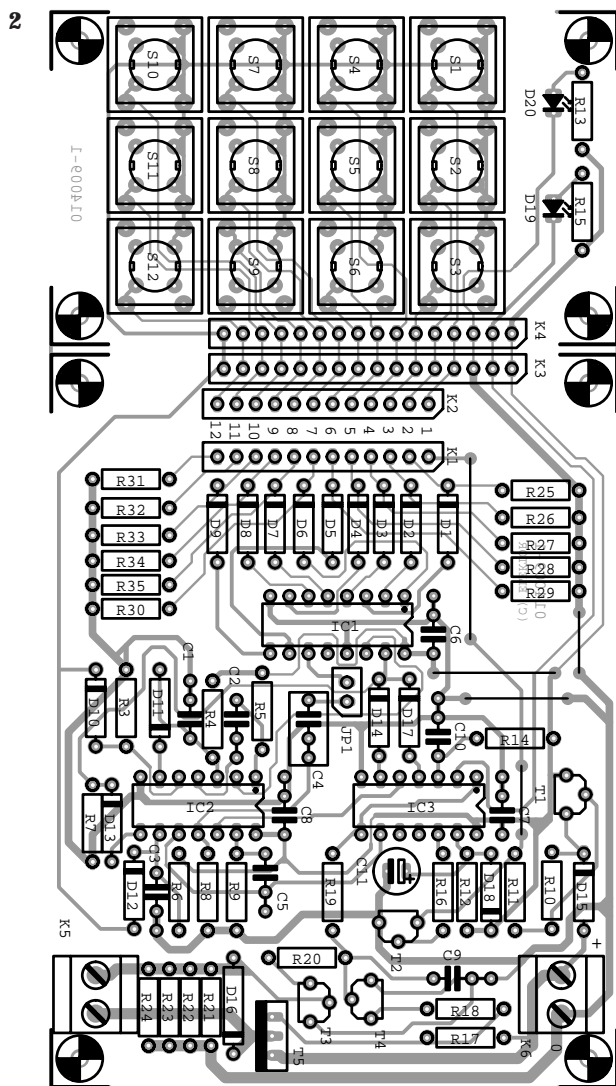 2
S10 S7 S4 S1
D20 R13
S11 S8 S5 S2
014009-1
D19 R15
S12 S9 S6 S3
K4
K3
K2
12 11 10 9 8 7 6 5 4 3 2 1
K1
R31 R25
R32 R26
R33 R27
R34 R28
R35 R29
R30
D9 D8 D7 D6 D5 D4 D3 D2 D1
IC1 C6
C1 C2
D10 R3 D11 R4 R5 JP1 D14 D17 C10 R14
C4 T1
IC2 C8 IC3 C7
R7 D13
C3 C11
D12 R6 R8 R9 C5 R19 R16 R12 D18 R11 R10 D15
K5 T2 +
R20 C9
R24 R23 R22 R21 D16 T3 T4 R18 K6 0
T5 R17